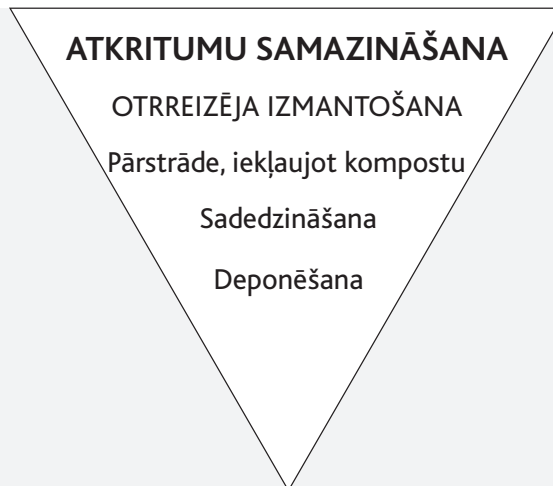 ATKRITUMU SAMAZINĀŠANA
OTRREIZĒJA IZMANTOŠANA
Pārstrāde, iekļaujot kompostu
Sadedzināšana
Deponēšana